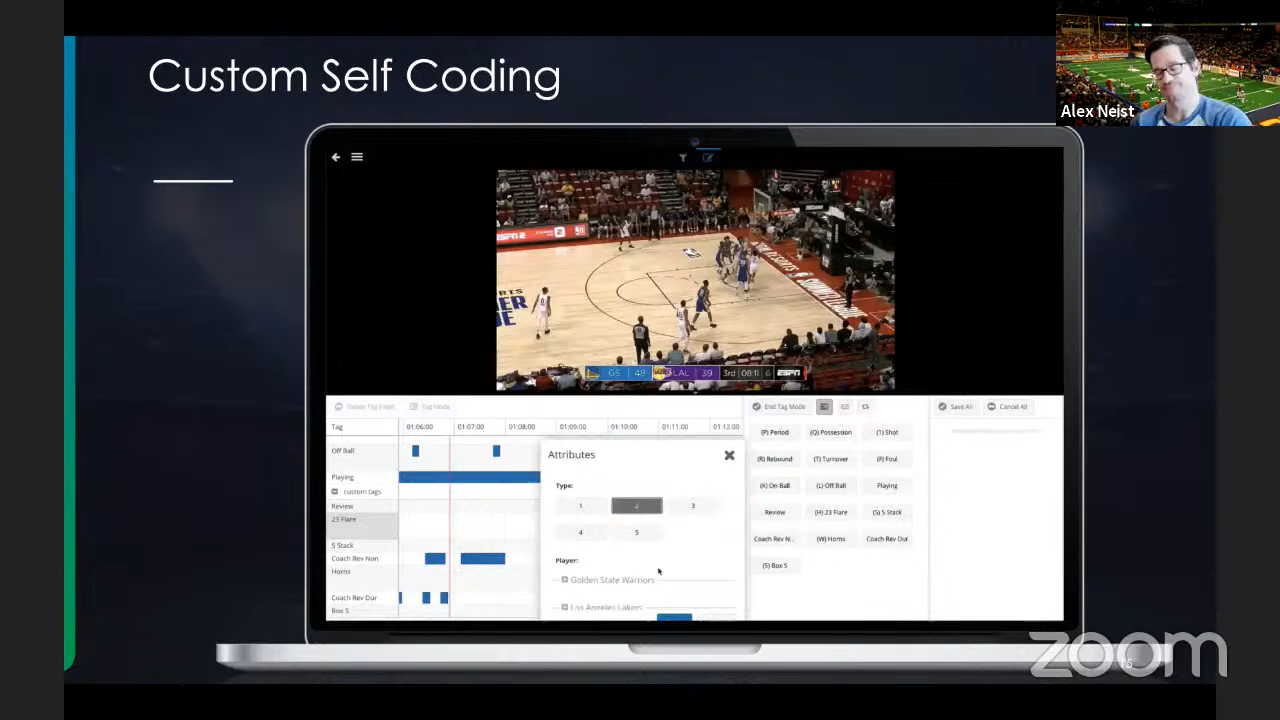 Custom Self Coding
Alex Neist
GS 48 LAL 39 3rd 08:11 6 ESPN
Delete Tag Event Tag Mode
End Tag Mode
Save All Cancel All
Tag 01:06:00 01:07:00 01:08:00 01:09:00 01:10:00 01:11:00 01:12:00
Off Ball
Playing
custom tags
Review
23 Flare
5 Stack
Coach Rev Non
Horns
Coach Rev Dur
Box S
Attributes
Type:
1 2 3
4 5
Player:
Golden State Warriors
Los Angeles Lakers
(P) Period (Q) Possession (1) Shot
(R) Rebound (T) Turnover (F) Foul
(K) On Ball (L) Off Ball Playing
Review (H) 23 Flare (S) 5 Stack
Coach Rev N... (W) Horns Coach Rev Dur
(S) Box S
zoom